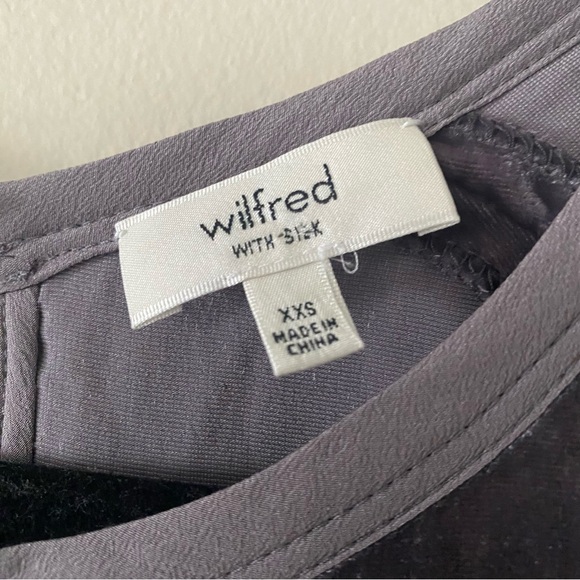 wilfred
WITH SILK
XXS
MADE IN
CHINA